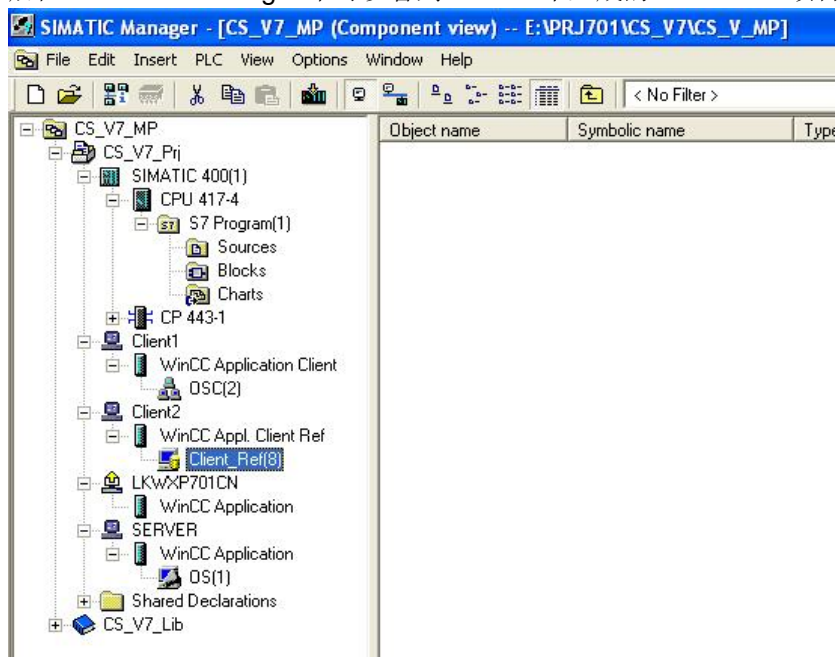 SIMATIC Manager - [CS_V7_MP (Component view) -- E:\PRJ701\CS_V7\CS_V_MP]
File Edit Insert PLC View Options Window Help
< No Filter >
Object name Symbolic name Type
CS_V7_MP
CS_V7_Prj
SIMATIC 400(1)
CPU 417-4
S7 Program(1)
Sources
Blocks
Charts
CP 443-1
Client1
WinCC Application Client
OSC(2)
Client2
WinCC Appl. Client Ref
Client_Ref(8)
LKWXP701CN
WinCC Application
SERVER
WinCC Application
OS(1)
Shared Declarations
CS_V7_Lib